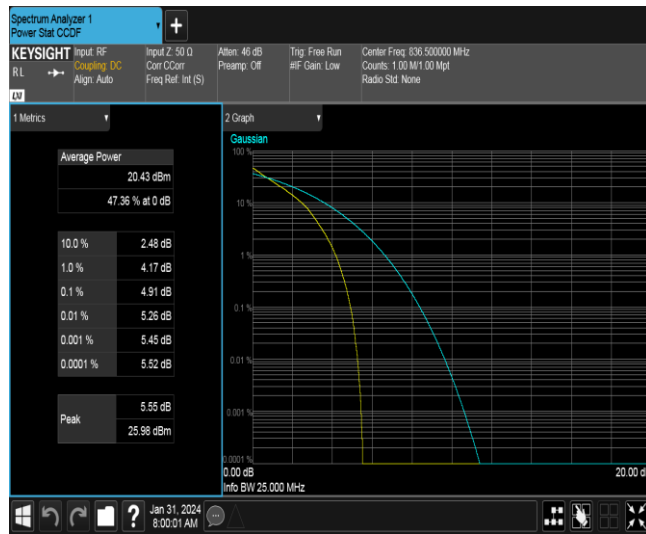 Spectrum Analyzer 1
Power Stat CCDF
+
KEYSIGHT
RL
LXI
Input: RF
Coupling: DC
Align: Auto
Input Z: 50 Ω
Corr CCorr
Freq Ref: Int (S)
Atten: 46 dB
Preamp: Off
Trig: Free Run
#IF Gain: Low
Center Freq: 836.500000 MHz
Counts: 1.00 M/1.00 Mpt
Radio Std: None
1 Metrics
Average Power
20.43 dBm
47.36 % at 0 dB
10.0 % 2.48 dB
1.0 % 4.17 dB
0.1 % 4.91 dB
0.01 % 5.26 dB
0.001 % 5.45 dB
0.0001 % 5.52 dB
Peak
5.55 dB
25.98 dBm
2 Graph
Gaussian
100 %
10 %
1 %
0.1 %
0.01 %
0.001 %
0.0001 %
0.00 dB
20.00 d
Info BW 25.000 MHz
?
Jan 31, 2024
8:00:01 AM